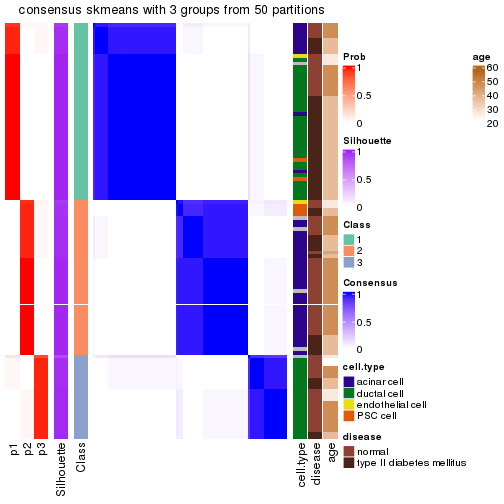 consensus skmeans with 3 groups from 50 partitions
Prob
1
0.5
0
Silhouette
1
0.5
0
Class
1
2
3
Consensus
1
0.5
0
cell.type
acinar cell
ductal cell
endothelial cell
PSC cell
disease
normal
type II diabetes mellitus
age
60
50
40
30
20
p1
p2
p3
Silhouette
Class
cell.type
disease
age